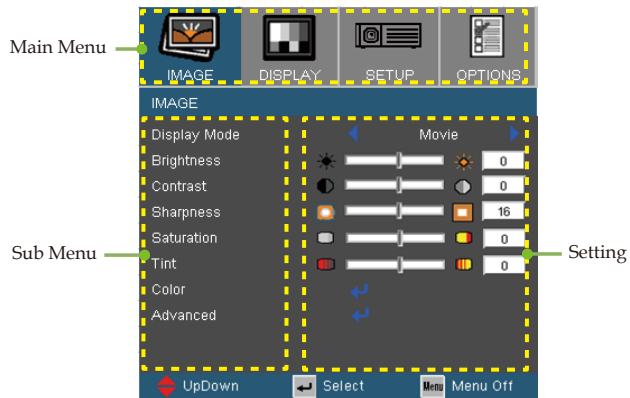 Main Menu
IMAGE DISPLAY SETUP OPTIONS
IMAGE
Display Mode Movie
Brightness 0
Contrast 0
Sharpness 16
Saturation 0
Sub Menu
Setting
Tint 0
Color
Advanced
UpDown Select Menu Menu Off